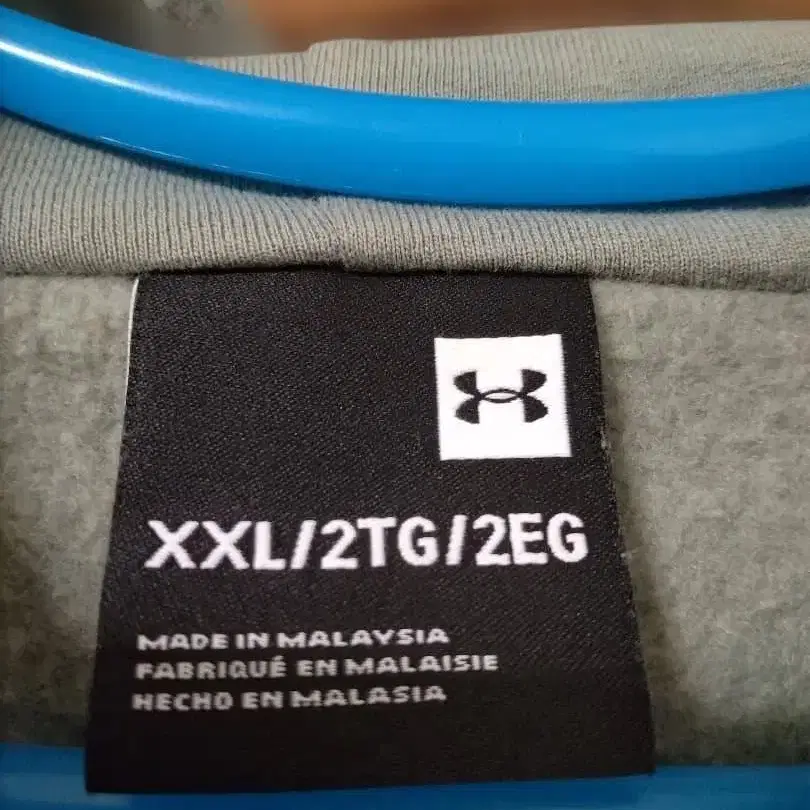 XXL/2TG/2EG
MADE IN MALAYSIA
FABRIQUÉ EN MALAISIE
HECHO EN MALASIA